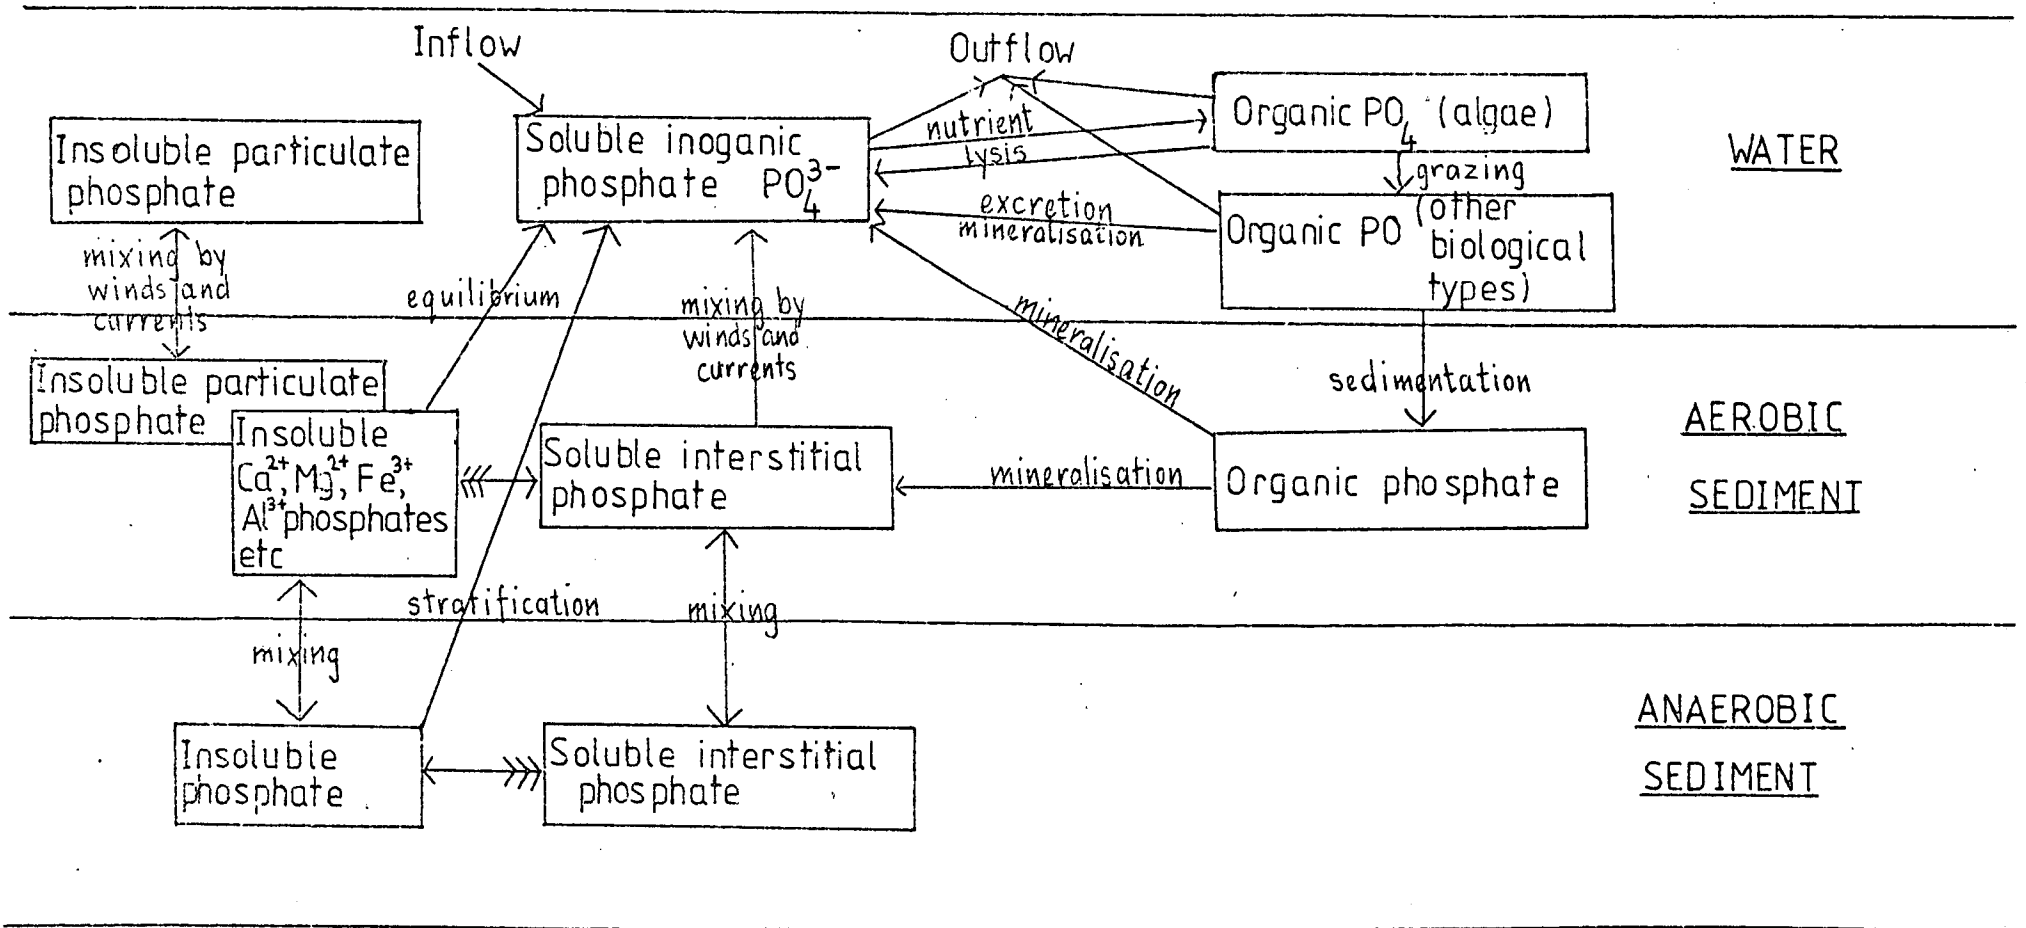 Inflow
Outflow
Insoluble particulate
phosphate
Soluble inoganic
phosphate PO₄³⁻
nutrient
lysis
Organic PO₄ (algae)
grazing
WATER
excretion
mineralisation
Organic PO (other
biological
types)
mixing by
winds and
currents
equilibrium
mixing by
winds and
currents
mineralisation
sedimentation
Insoluble particulate
phosphate
Insoluble
Ca²⁺, Mg²⁺, Fe³⁺,
Al³⁺ phosphates
etc
Soluble interstitial
phosphate
mineralisation
Organic phosphate
AEROBIC
SEDIMENT
stratification
mixing
mixing
Insoluble
phosphate
Soluble interstitial
phosphate
ANAEROBIC
SEDIMENT